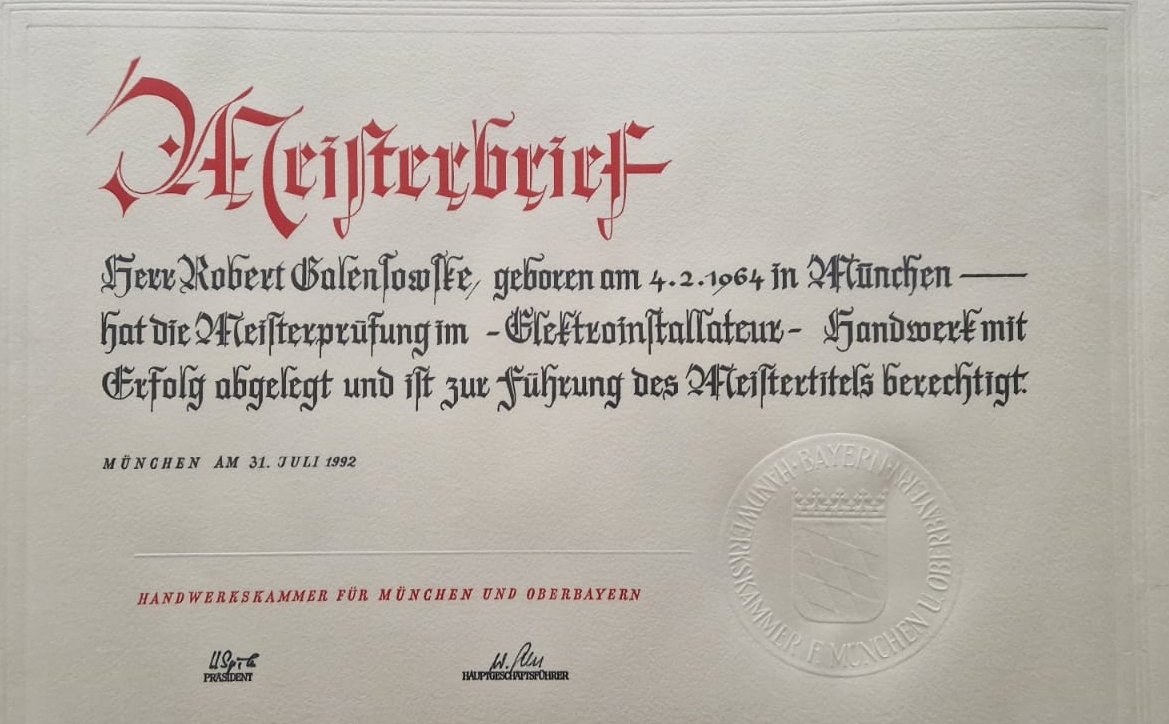 Meisterbrief
Herr Robert Galensowske, geboren am 4.2.1964 in München
hat die Meisterprüfung im - Elektroinstallateur - Handwerk mit
Erfolg abgelegt und ist zur Führung des Meistertitels berechtigt.
MÜNCHEN AM 31. JULI 1992
HANDWERKSKAMMER FÜR MÜNCHEN UND OBERBAYERN
PRÄSIDENT
HAUPTGESCHÄFTSFÜHRER
BAYERN HANDWERKSKAMMER F. MÜNCHEN U. OBERBAYERN